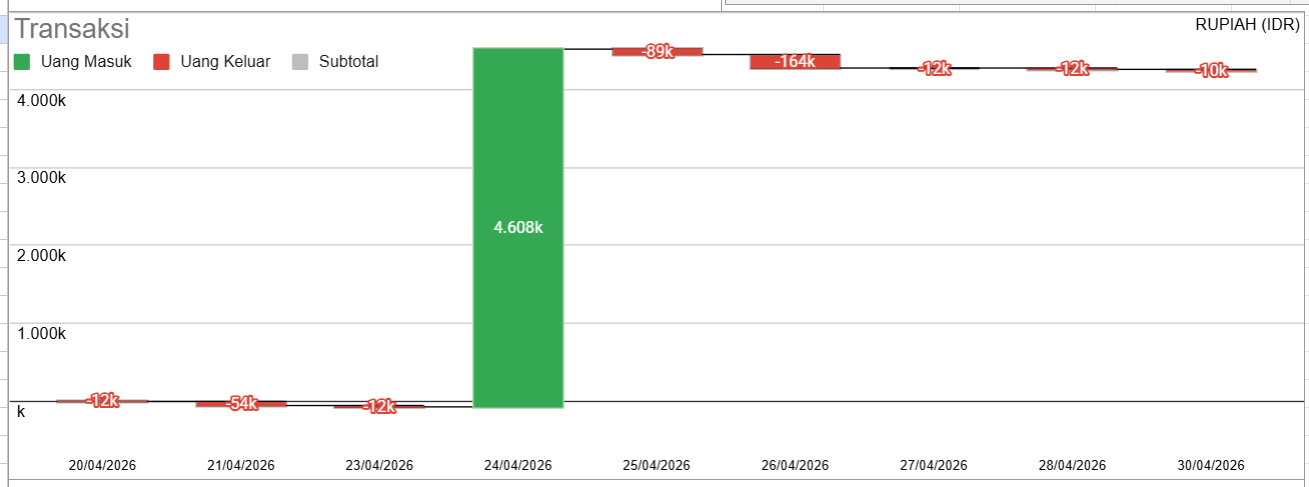 Transaksi
RUPIAH (IDR)
Uang Masuk Uang Keluar Subtotal
-89k
-164k
-12k
-12k
-10k
4.000k
3.000k
4.608k
2.000k
1.000k
-12k
-54k
-12k
k
20/04/2026 21/04/2026 23/04/2026 24/04/2026 25/04/2026 26/04/2026 27/04/2026 28/04/2026 30/04/2026